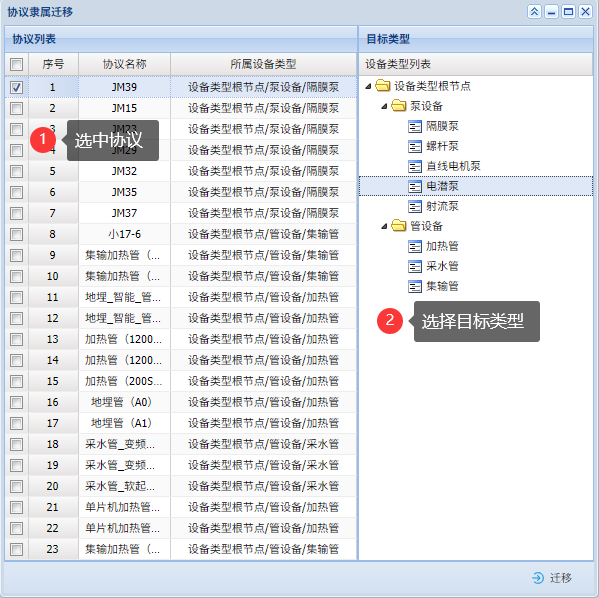 协议隶属迁移
协议列表
目标类型
序号 协议名称 所属设备类型
设备类型列表
1 JM39 设备类型根节点/泵设备/隔膜泵
2 JM15 设备类型根节点/泵设备/隔膜泵
3 JM23 设备类型根节点/泵设备/隔膜泵
4 JM29 设备类型根节点/泵设备/隔膜泵
5 JM32 设备类型根节点/泵设备/隔膜泵
6 JM35 设备类型根节点/泵设备/隔膜泵
7 JM37 设备类型根节点/泵设备/隔膜泵
8 小17-6 设备类型根节点/管设备/集输管
9 集输加热管（... 设备类型根节点/管设备/集输管
10 集输加热管（... 设备类型根节点/管设备/集输管
11 地埋_智能_管... 设备类型根节点/管设备/加热管
12 地埋_智能_管... 设备类型根节点/管设备/加热管
13 加热管（1200... 设备类型根节点/管设备/加热管
14 加热管（1200... 设备类型根节点/管设备/加热管
15 加热管（200S... 设备类型根节点/管设备/加热管
16 地埋管（A0） 设备类型根节点/管设备/加热管
17 地埋管（A1） 设备类型根节点/管设备/加热管
18 采水管_变频... 设备类型根节点/管设备/采水管
19 采水管_变频... 设备类型根节点/管设备/采水管
20 采水管_软起... 设备类型根节点/管设备/采水管
21 单片机加热管... 设备类型根节点/管设备/加热管
22 单片机加热管... 设备类型根节点/管设备/加热管
23 集输加热管（... 设备类型根节点/管设备/集输管
1 选中协议
设备类型根节点
泵设备
隔膜泵
螺杆泵
直线电机泵
电潜泵
射流泵
管设备
加热管
采水管
集输管
2 选择目标类型
迁移